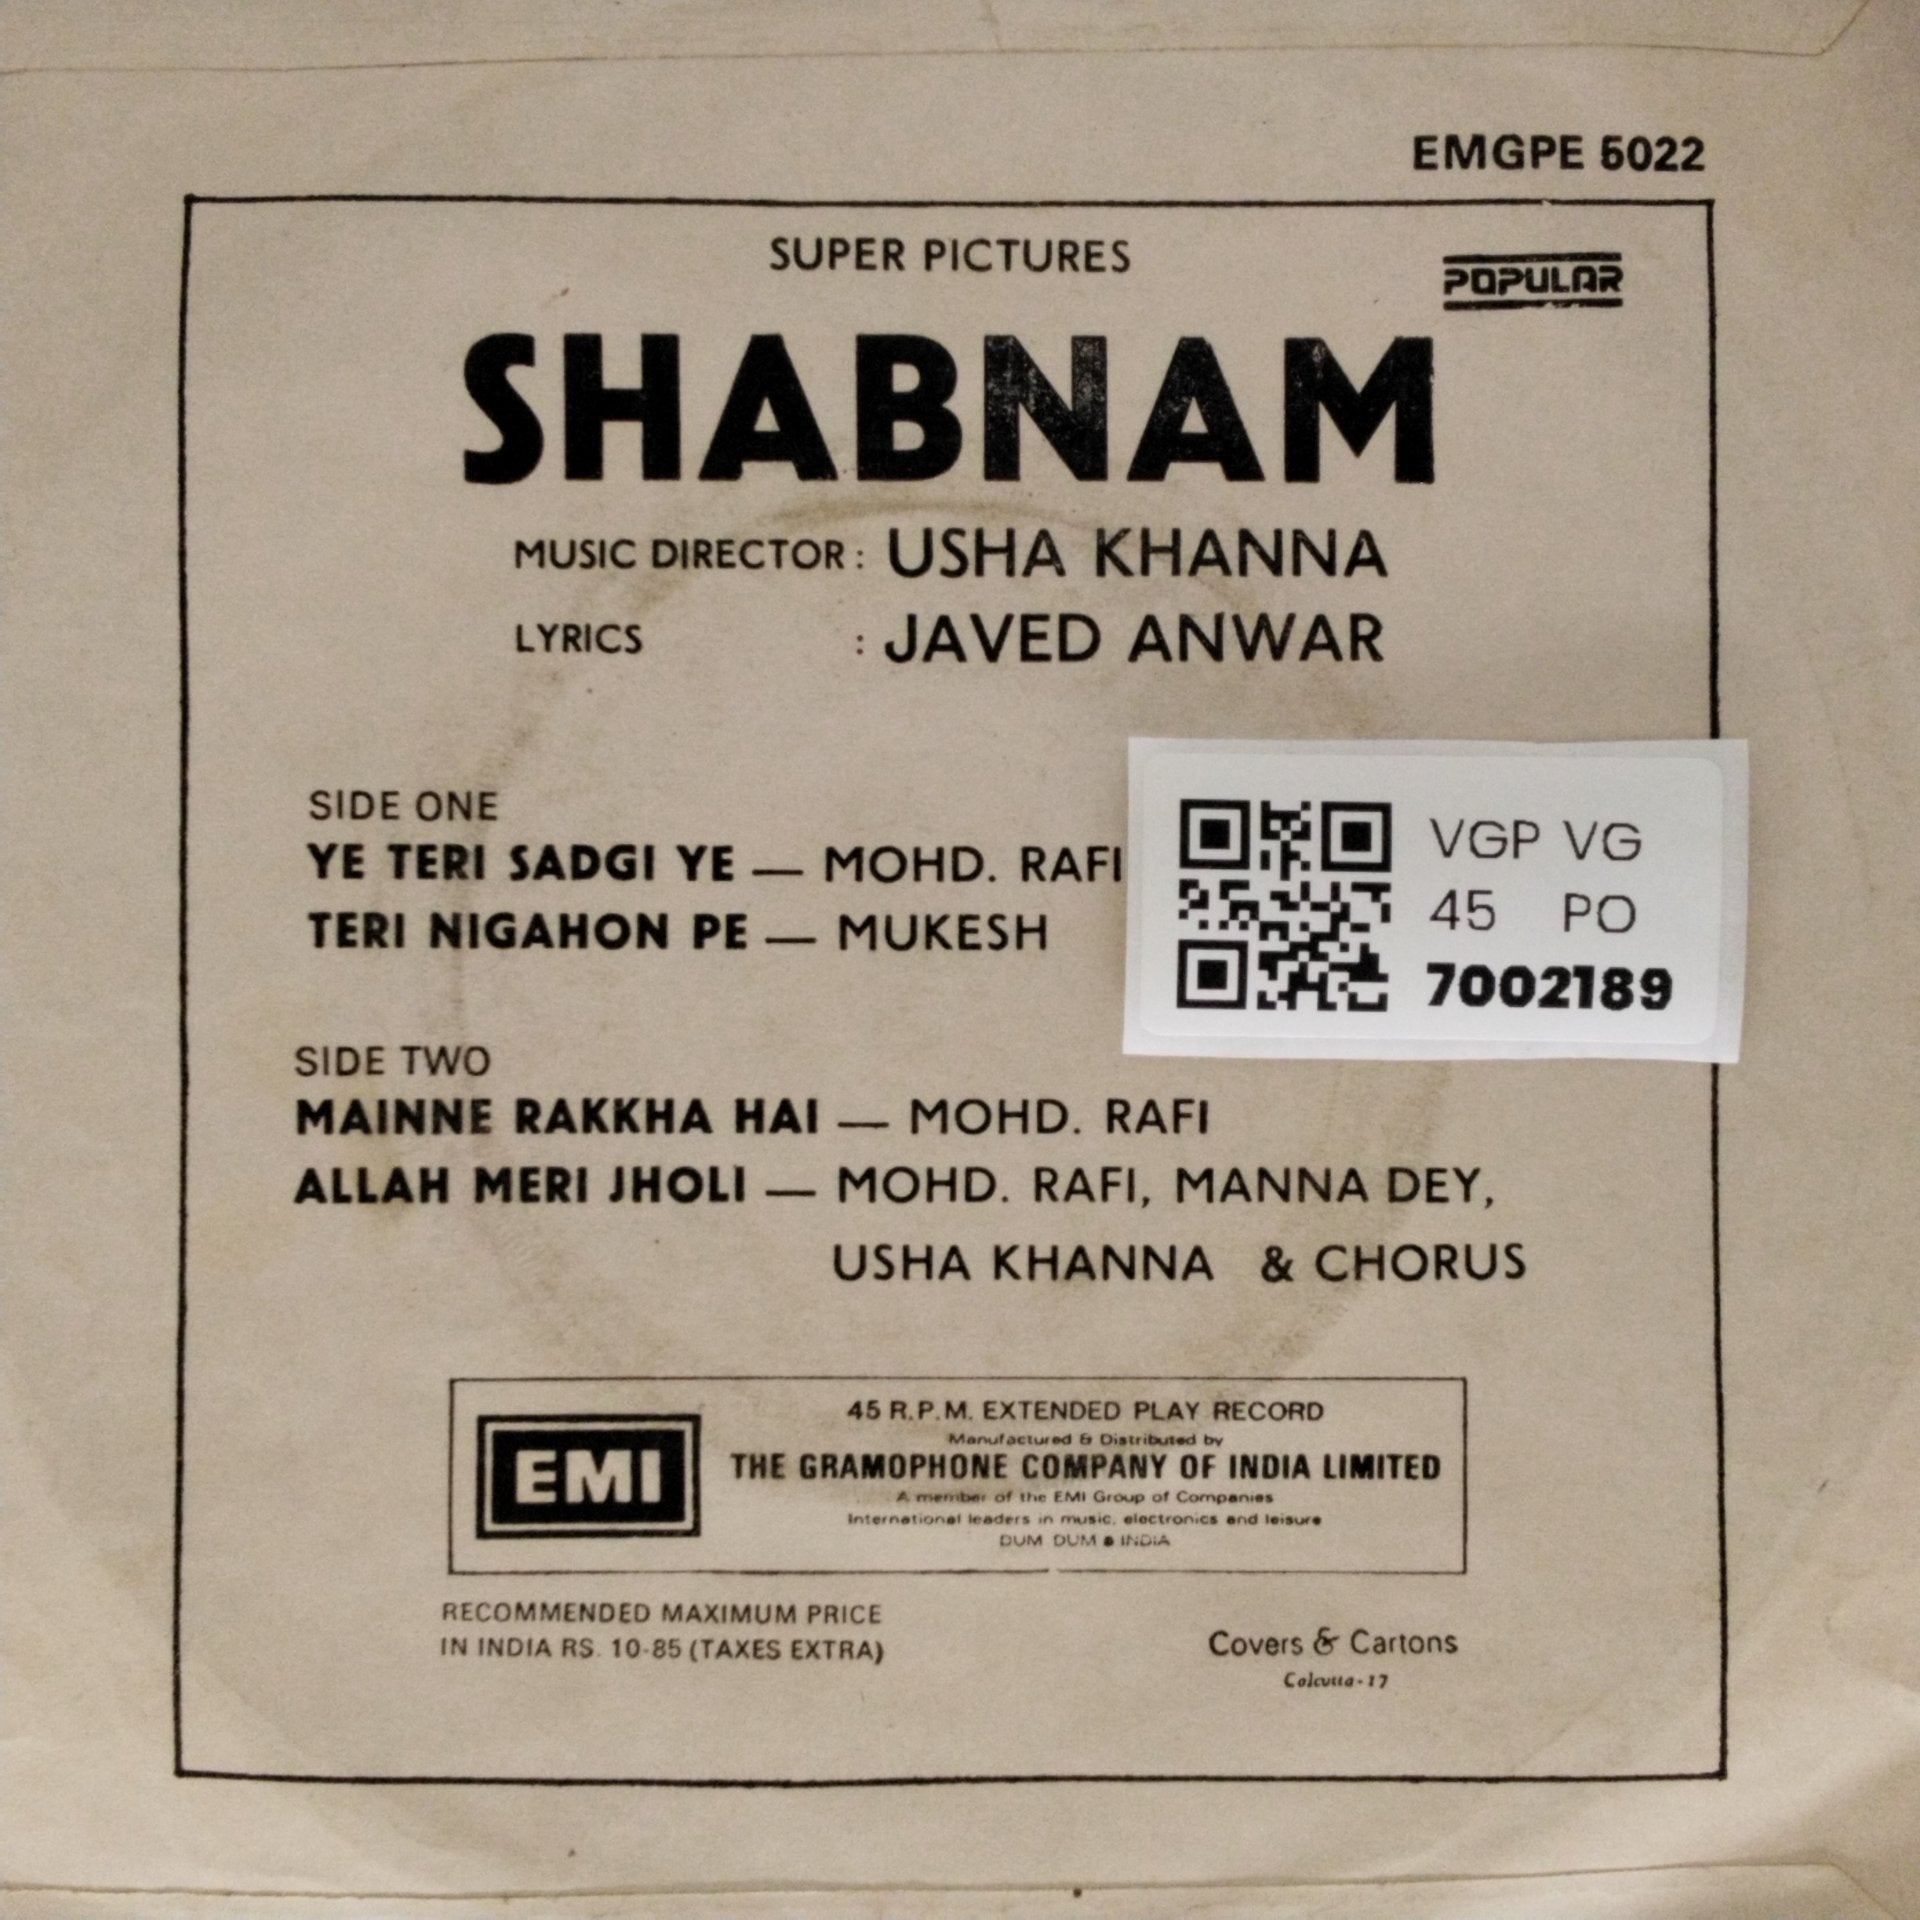 EMGPE 5022
SUPER PICTURES
POPULAR
SHABNAM
MUSIC DIRECTOR : USHA KHANNA
LYRICS : JAVED ANWAR
SIDE ONE
YE TERI SADGI YE — MOHD. RAFI
TERI NIGAHON PE — MUKESH
VGP VG
45 PO
7002189
SIDE TWO
MAINNE RAKKHA HAI — MOHD. RAFI
ALLAH MERI JHOLI — MOHD. RAFI, MANNA DEY,
USHA KHANNA & CHORUS
EMI
45 R.P.M. EXTENDED PLAY RECORD
Manufactured & Distributed by
THE GRAMOPHONE COMPANY OF INDIA LIMITED
A member of the EMI Group of Companies
International leaders in music, electronics and leisure
DUM DUM ● INDIA
RECOMMENDED MAXIMUM PRICE
IN INDIA RS. 10-85 (TAXES EXTRA)
Covers & Cartons
Calcutta-17